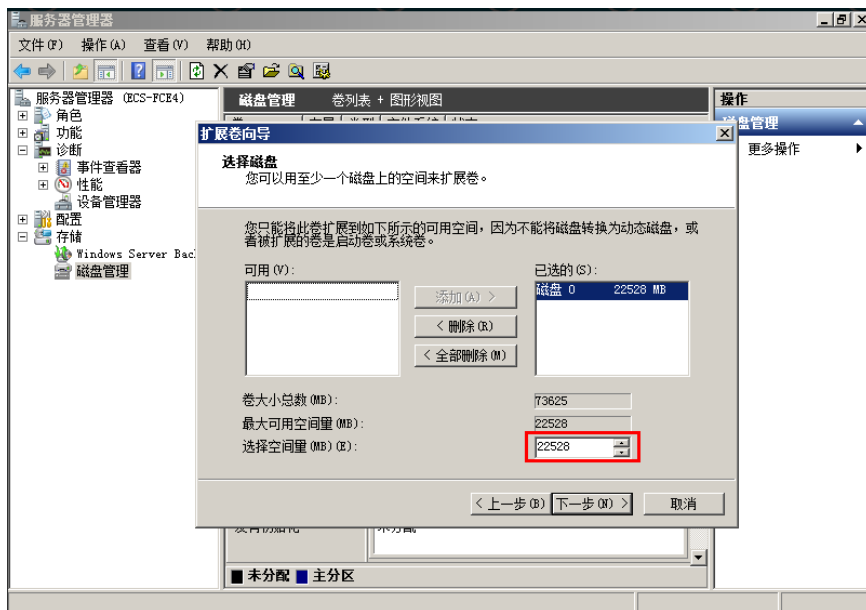 服务器管理器
文件(F) 操作(A) 查看(V) 帮助(H)
服务器管理器 (ECS-FCE4)
角色
功能
诊断
事件查看器
性能
设备管理器
配置
存储
Windows Server Bac
磁盘管理
磁盘管理 卷列表 + 图形视图
操作
磁盘管理
更多操作
扩展卷向导
选择磁盘
您可以用至少一个磁盘上的空间来扩展卷。
您只能将此卷扩展到如下所示的可用空间，因为不能将磁盘转换为动态磁盘，或
者被扩展的卷是启动卷或系统卷。
可用(V):
已选的(S):
添加(A) >
< 删除(R)
< 全部删除(M)
磁盘 0 22528 MB
卷大小总数(MB): 73625
最大可用空间量(MB): 22528
选择空间量(MB)(E): 22528
< 上一步(B) 下一步(N) > 取消
未分配 主分区